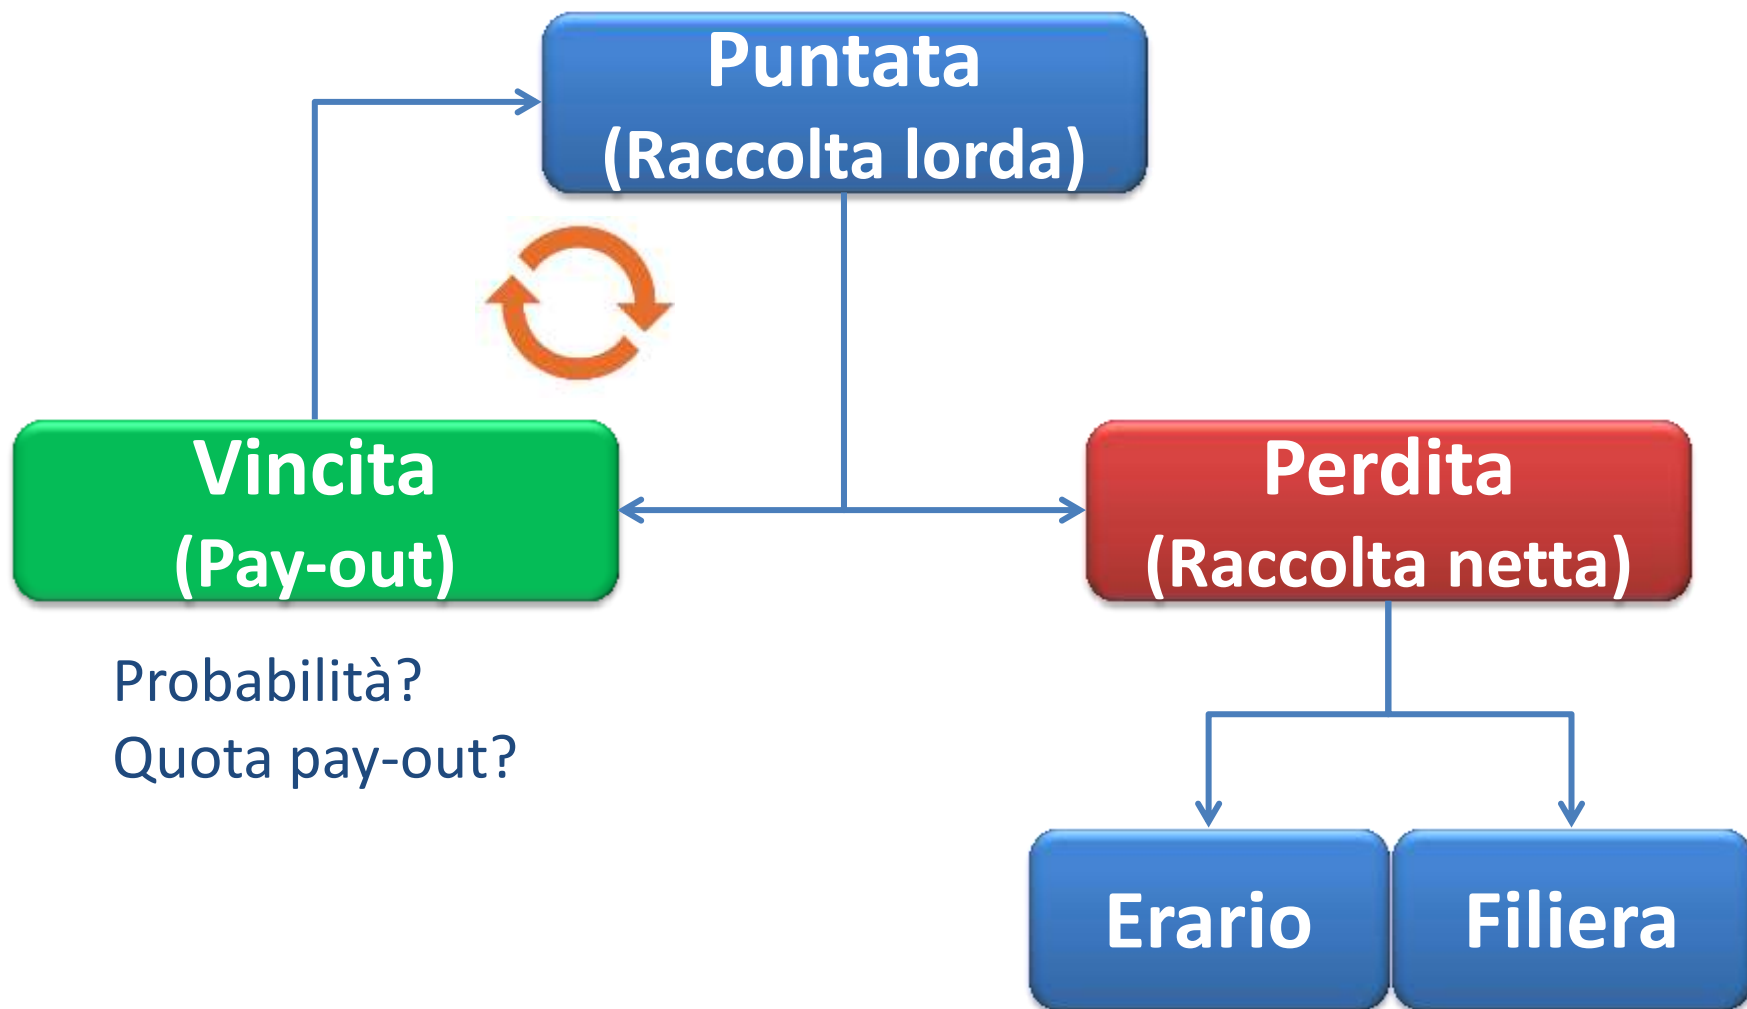 Puntata
(Raccolta lorda)
Vincita
(Pay-out)
Perdita
(Raccolta netta)
Probabilità?
Quota pay-out?
Erario
Filiera